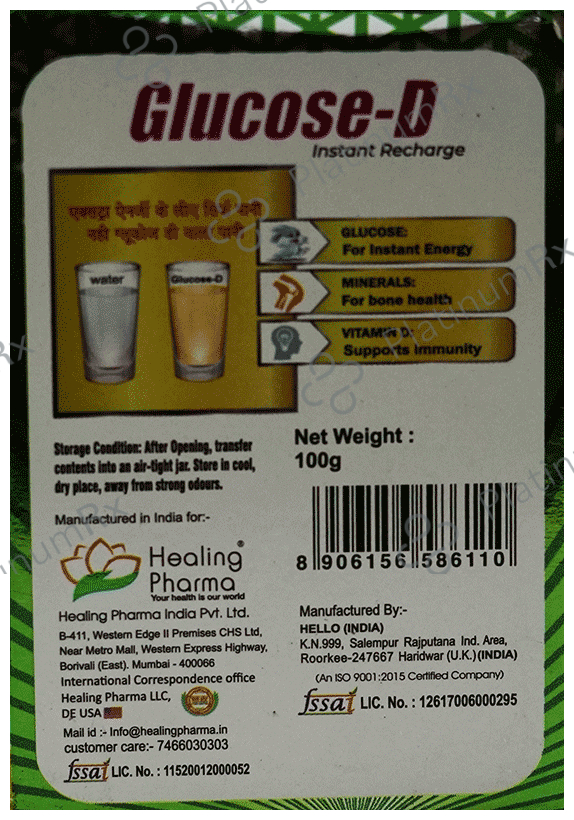 Glucose-D
Instant Recharge
एक्सट्रा ऐनर्जी के लीए सिर्फ पानी
नही ग्लूकोज डी वाला पानी
water
Glucose-D
GLUCOSE:
For Instant Energy
MINERALS:
For bone health
VITAMIN D:
Supports Immunity
Storage Condition: After Opening, transfer
contents into an air-tight jar. Store in cool,
dry place, away from strong odours.
Net Weight :
100g
Manufactured in India for:-
Healing®
Pharma
Your health is our world
Healing Pharma India Pvt. Ltd.
B-411, Western Edge II Premises CHS Ltd,
Near Metro Mall, Western Express Highway,
Borivali (East). Mumbai - 400066
International Correspondence office
Healing Pharma LLC,
DE USA
Mail id :- Info@healingpharma.in
customer care:- 7466030303
fssai LIC. No. : 11520012000052
8 906156 586110
Manufactured By:-
HELLO (INDIA)
K.N.999, Salempur Rajputana Ind. Area,
Roorkee-247667 Haridwar (U.K.)(INDIA)
(An ISO 9001:2015 Certified Company)
fssai LIC. No. : 12617006000295
PlatinumRx